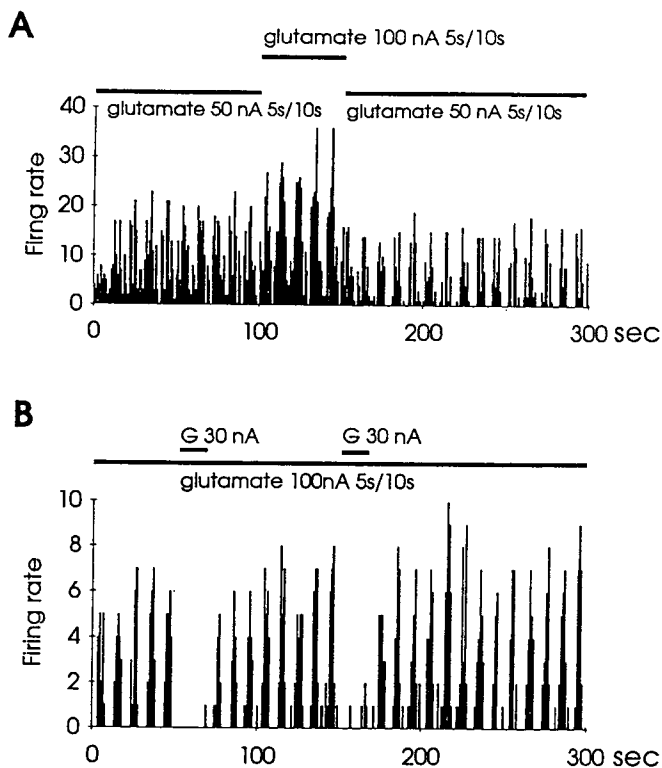 A
glutamate 100 nA 5s/10s
glutamate 50 nA 5s/10s
glutamate 50 nA 5s/10s
40
30
20
10
0
Firng rate
0 100 200 300 sec
B
G 30 nA G 30 nA
glutamate 100nA 5s/10s
10
8
6
4
2
0
Firing rate
0 100 200 300 sec